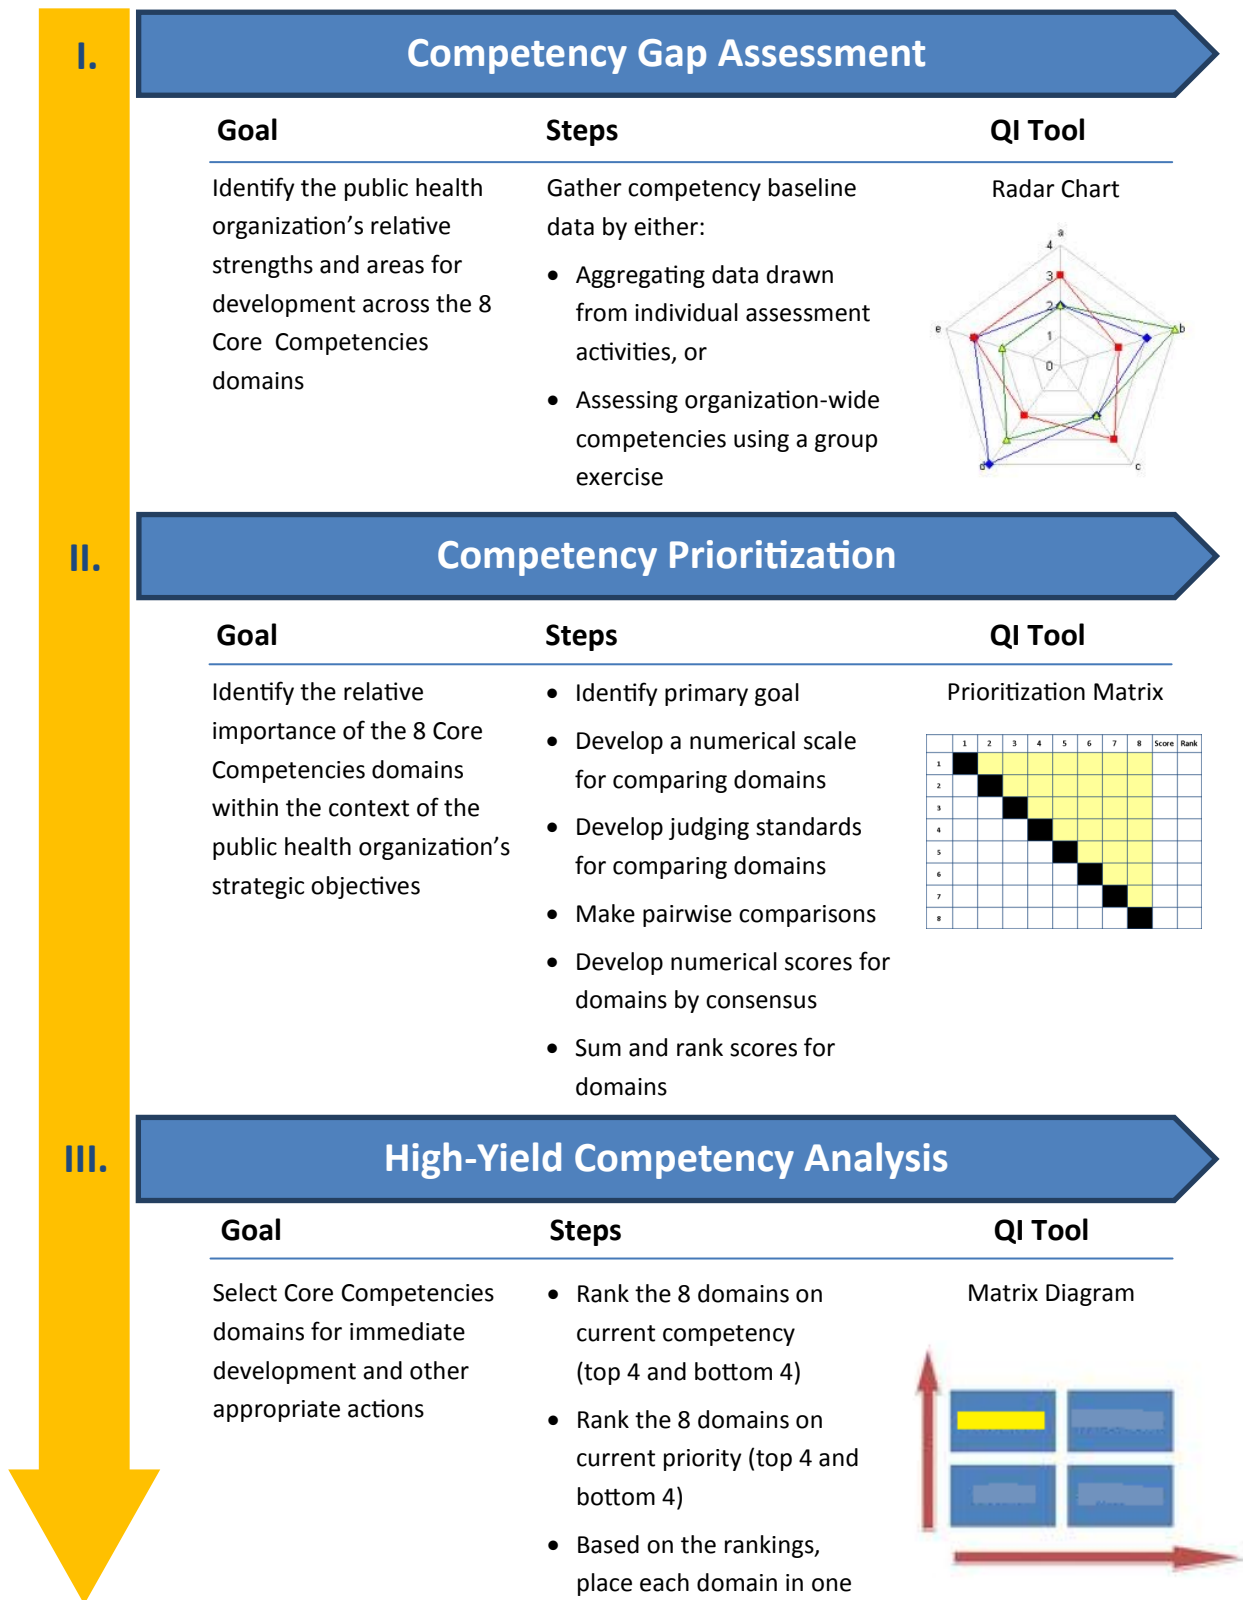 I.
Competency Gap Assessment
Goal
Steps
QI Tool
Identify the public health
organization’s relative
strengths and areas for
development across the 8
Core  Competencies
domains
Gather competency baseline
data by either:
• Aggregating data drawn
from individual assessment
activities, or
• Assessing organization-wide
competencies using a group
exercise
Radar Chart
a
4
3
2
1
0
e
b
d
c
II.
Competency Prioritization
Goal
Steps
QI Tool
Identify the relative
importance of the 8 Core
Competencies domains
within the context of the
public health organization’s
strategic objectives
• Identify primary goal
• Develop a numerical scale
for comparing domains
• Develop judging standards
for comparing domains
• Make pairwise comparisons
• Develop numerical scores for
domains by consensus
• Sum and rank scores for
domains
Prioritization Matrix
1 2 3 4 5 6 7 8 Score Rank
1
2
3
4
5
6
7
8
III.
High-Yield Competency Analysis
Goal
Steps
QI Tool
Select Core Competencies
domains for immediate
development and other
appropriate actions
• Rank the 8 domains on
current competency
(top 4 and bottom 4)
• Rank the 8 domains on
current priority (top 4 and
bottom 4)
• Based on the rankings,
place each domain in one
Matrix Diagram